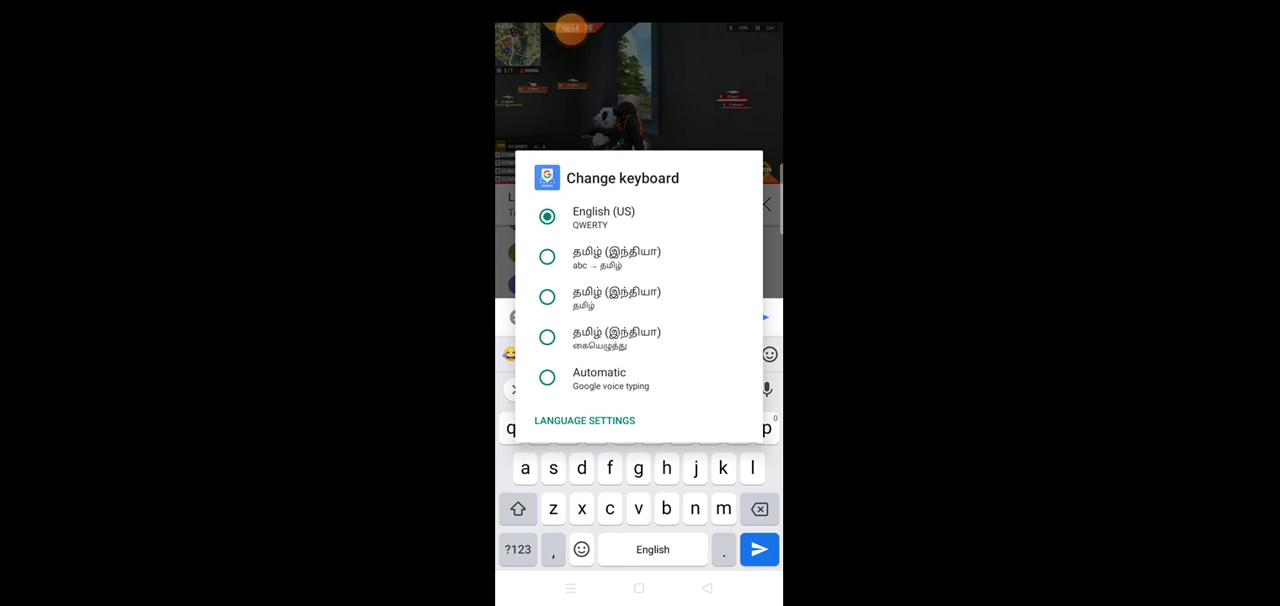 Change keyboard
English (US)
QWERTY
தமிழ் (இந்தியா)
abc → தமிழ்
தமிழ் (இந்தியா)
தமிழ்
தமிழ் (இந்தியா)
கையெழுத்து
Automatic
Google voice typing
LANGUAGE SETTINGS
q p 0
a s d f g h j k l
z x c v b n m
?123 , English .